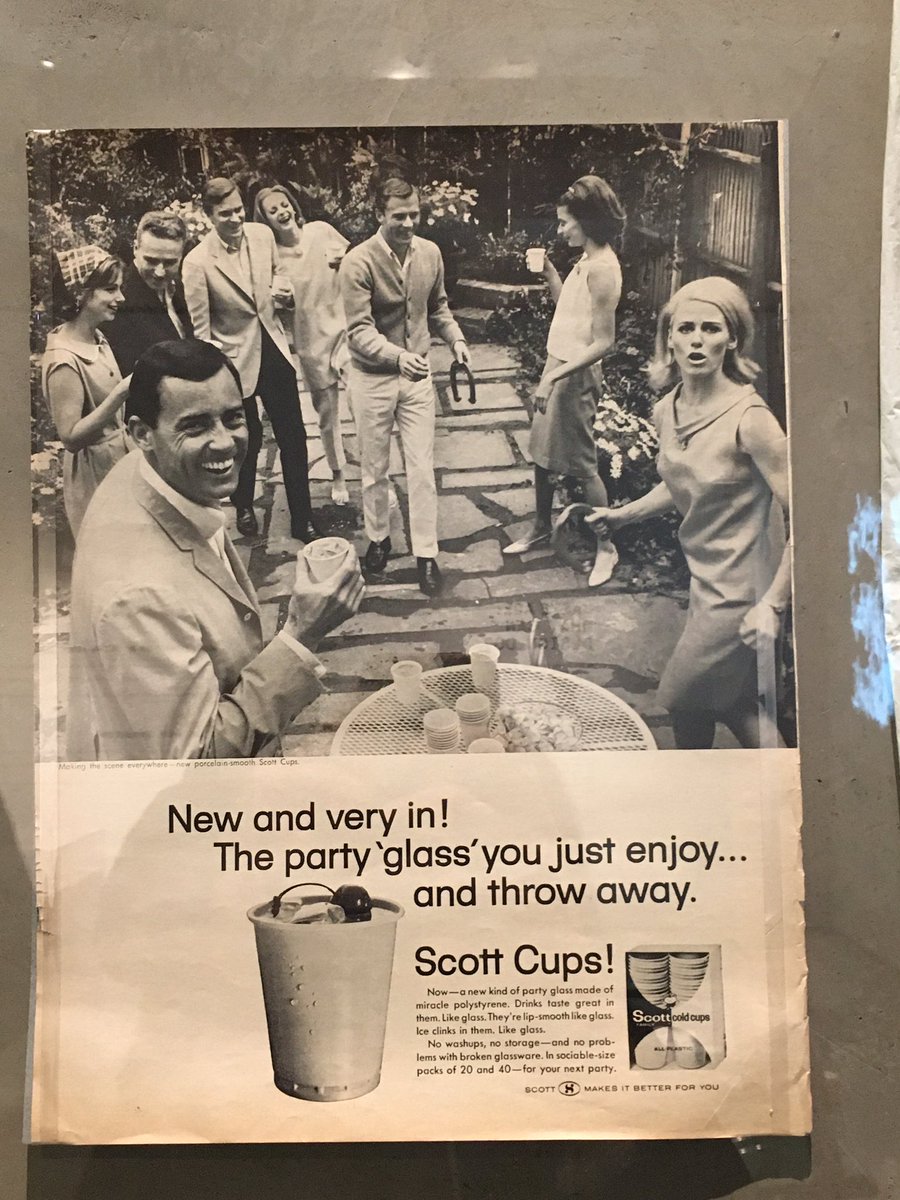 Making the scene everywhere—new porcelain-smooth Scott Cups.
New and very in!
The party 'glass' you just enjoy...
and throw away.
Scott Cups!
Now—a new kind of party glass made of
miracle polystyrene. Drinks taste great in
them. Like glass. They're lip-smooth like glass.
Ice clinks in them. Like glass.
No washups, no storage—and no prob-
lems with broken glassware. In sociable-size
packs of 20 and 40—for your next party.
Scott cold cups
FAMILY
ALL-PLASTIC
SCOTT S MAKES IT BETTER FOR YOU